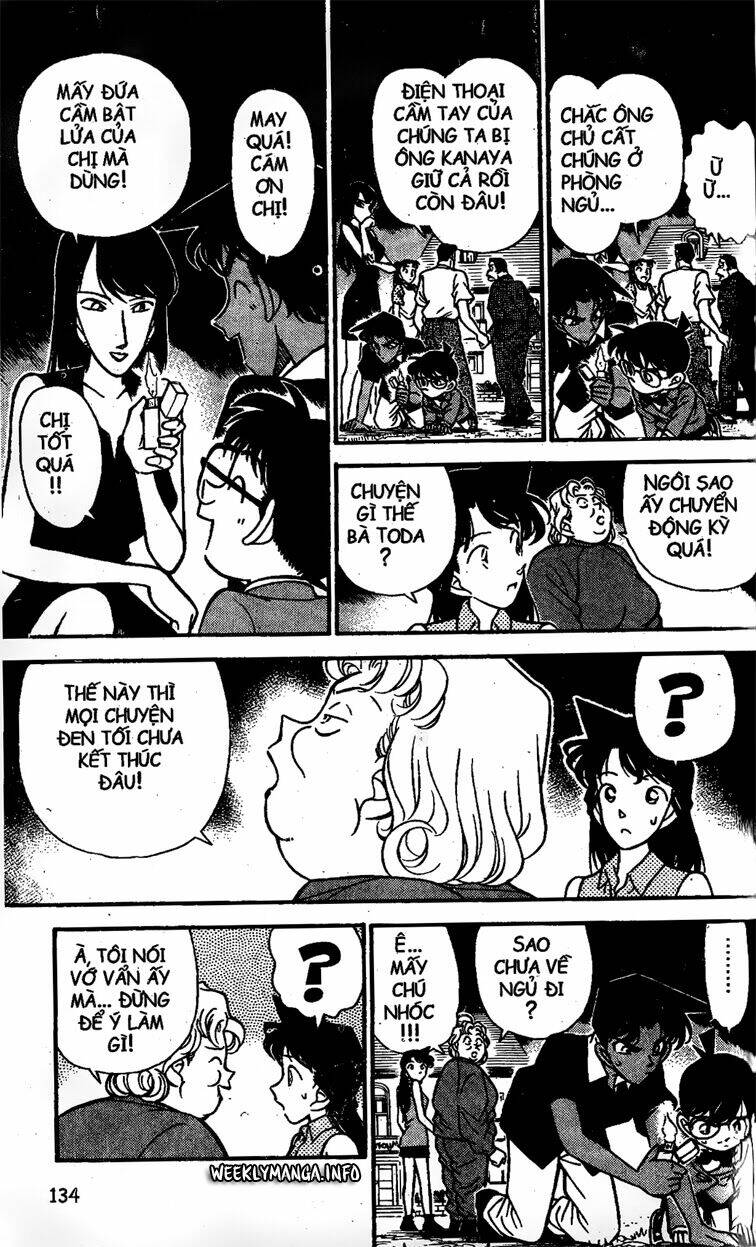 MẤY ĐỨA
CẦM BẬT
LỬA CỦA
CHỊ MÀ
DÙNG!
MAY
QUÁ!
CÁM
ƠN
CHỊ!
CHỊ
TỐT
QUÁ
!!
ĐIỆN THOẠI
CẦM TAY CỦA
CHÚNG TA BỊ
ÔNG KANAYA
GIỮ CẢ RỒI
CÒN ĐÂU!
CHẮC ÔNG
CHỦ CẤT
CHÚNG Ở
PHÒNG
NGỦ...
Ừ
Ừ...
CHUYỆN
GÌ THẾ
BÀ TODA
?
NGÔI SAO
ẤY CHUYỂN
ĐỘNG KỲ
QUÁ!
THẾ NÀY THÌ
MỌI CHUYỆN
ĐEN TỐI CHƯA
KẾT THÚC
ĐÂU!
?
À, TÔI NÓI
VỚ VẨN ẤY
MÀ... ĐỪNG
ĐỂ Ý LÀM
GÌ!
?
Ê...
MẤY
CHÚ
NHÓC
!!!
SAO
CHƯA VỀ
NGỦ ĐI
?
........
WEEKLYMANGA.INFO
134